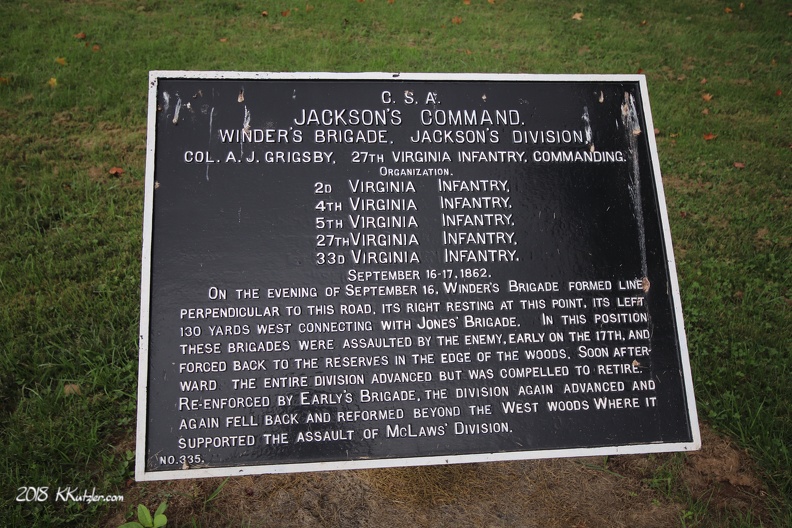 C. S. A.
JACKSON'S COMMAND.
WINDER'S BRIGADE, JACKSON'S DIVISION,
COL. A. J. GRIGSBY, 27TH VIRGINIA INFANTRY, COMMANDING.
ORGANIZATION.
2D VIRGINIA INFANTRY,
4TH VIRGINIA INFANTRY,
5TH VIRGINIA INFANTRY,
27TH VIRGINIA INFANTRY,
33D VIRGINIA INFANTRY.
SEPTEMBER 16-17, 1862.
ON THE EVENING OF SEPTEMBER 16, WINDER'S BRIGADE FORMED LINE
PERPENDICULAR TO THIS ROAD, ITS RIGHT RESTING AT THIS POINT, ITS LEFT
130 YARDS WEST CONNECTING WITH JONES' BRIGADE. IN THIS POSITION
THESE BRIGADES WERE ASSAULTED BY THE ENEMY, EARLY ON THE 17TH, AND
FORCED BACK TO THE RESERVES IN THE EDGE OF THE WOODS. SOON AFTER-
WARD THE ENTIRE DIVISION ADVANCED BUT WAS COMPELLED TO RETIRE.
RE-ENFORCED BY EARLY'S BRIGADE, THE DIVISION AGAIN ADVANCED AND
AGAIN FELL BACK AND REFORMED BEYOND THE WEST WOODS WHERE IT
SUPPORTED THE ASSAULT OF MCLAWS' DIVISION.
NO. 335.
2018 KKutzler.com